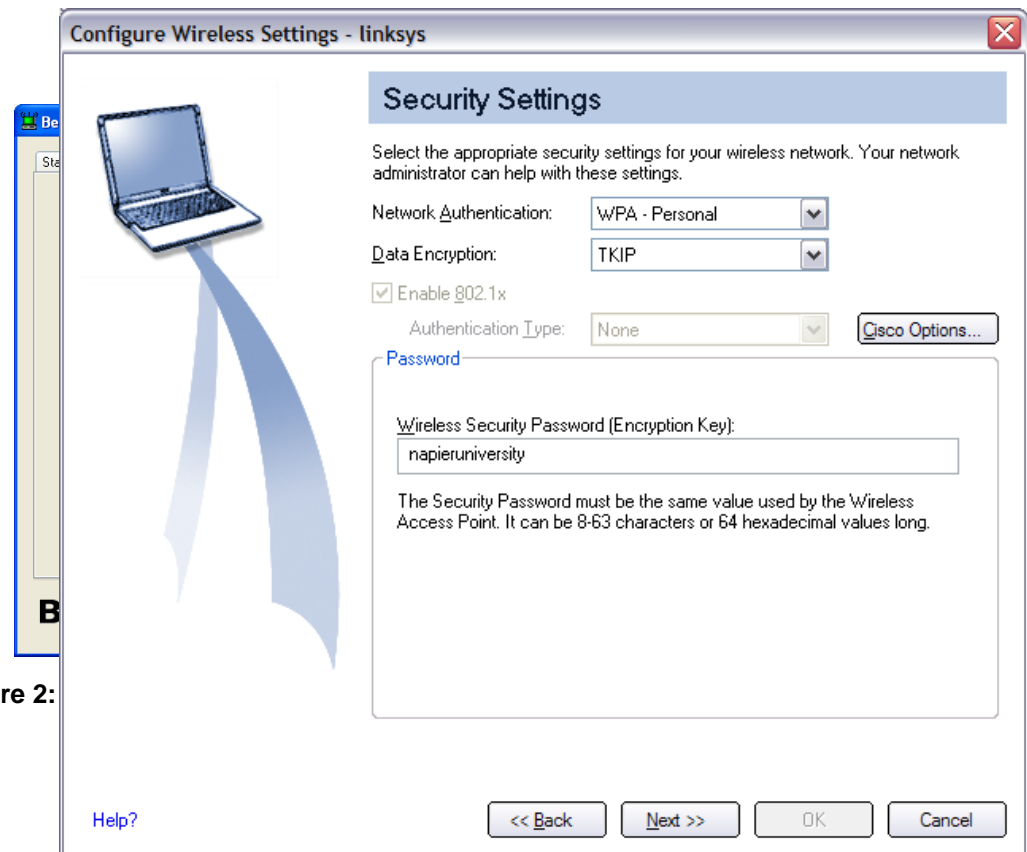 Configure Wireless Settings - linksys
Be
Sta
Security Settings
Select the appropriate security settings for your wireless network. Your network
administrator can help with these settings.
Network Authentication: WPA - Personal
Data Encryption: TKIP
Enable 802.1x
Authentication Type: None Cisco Options...
Password
Wireless Security Password (Encryption Key):
napieruniversity
The Security Password must be the same value used by the Wireless
Access Point. It can be 8-63 characters or 64 hexadecimal values long.
B
re 2:
Help? << Back Next >> OK Cancel